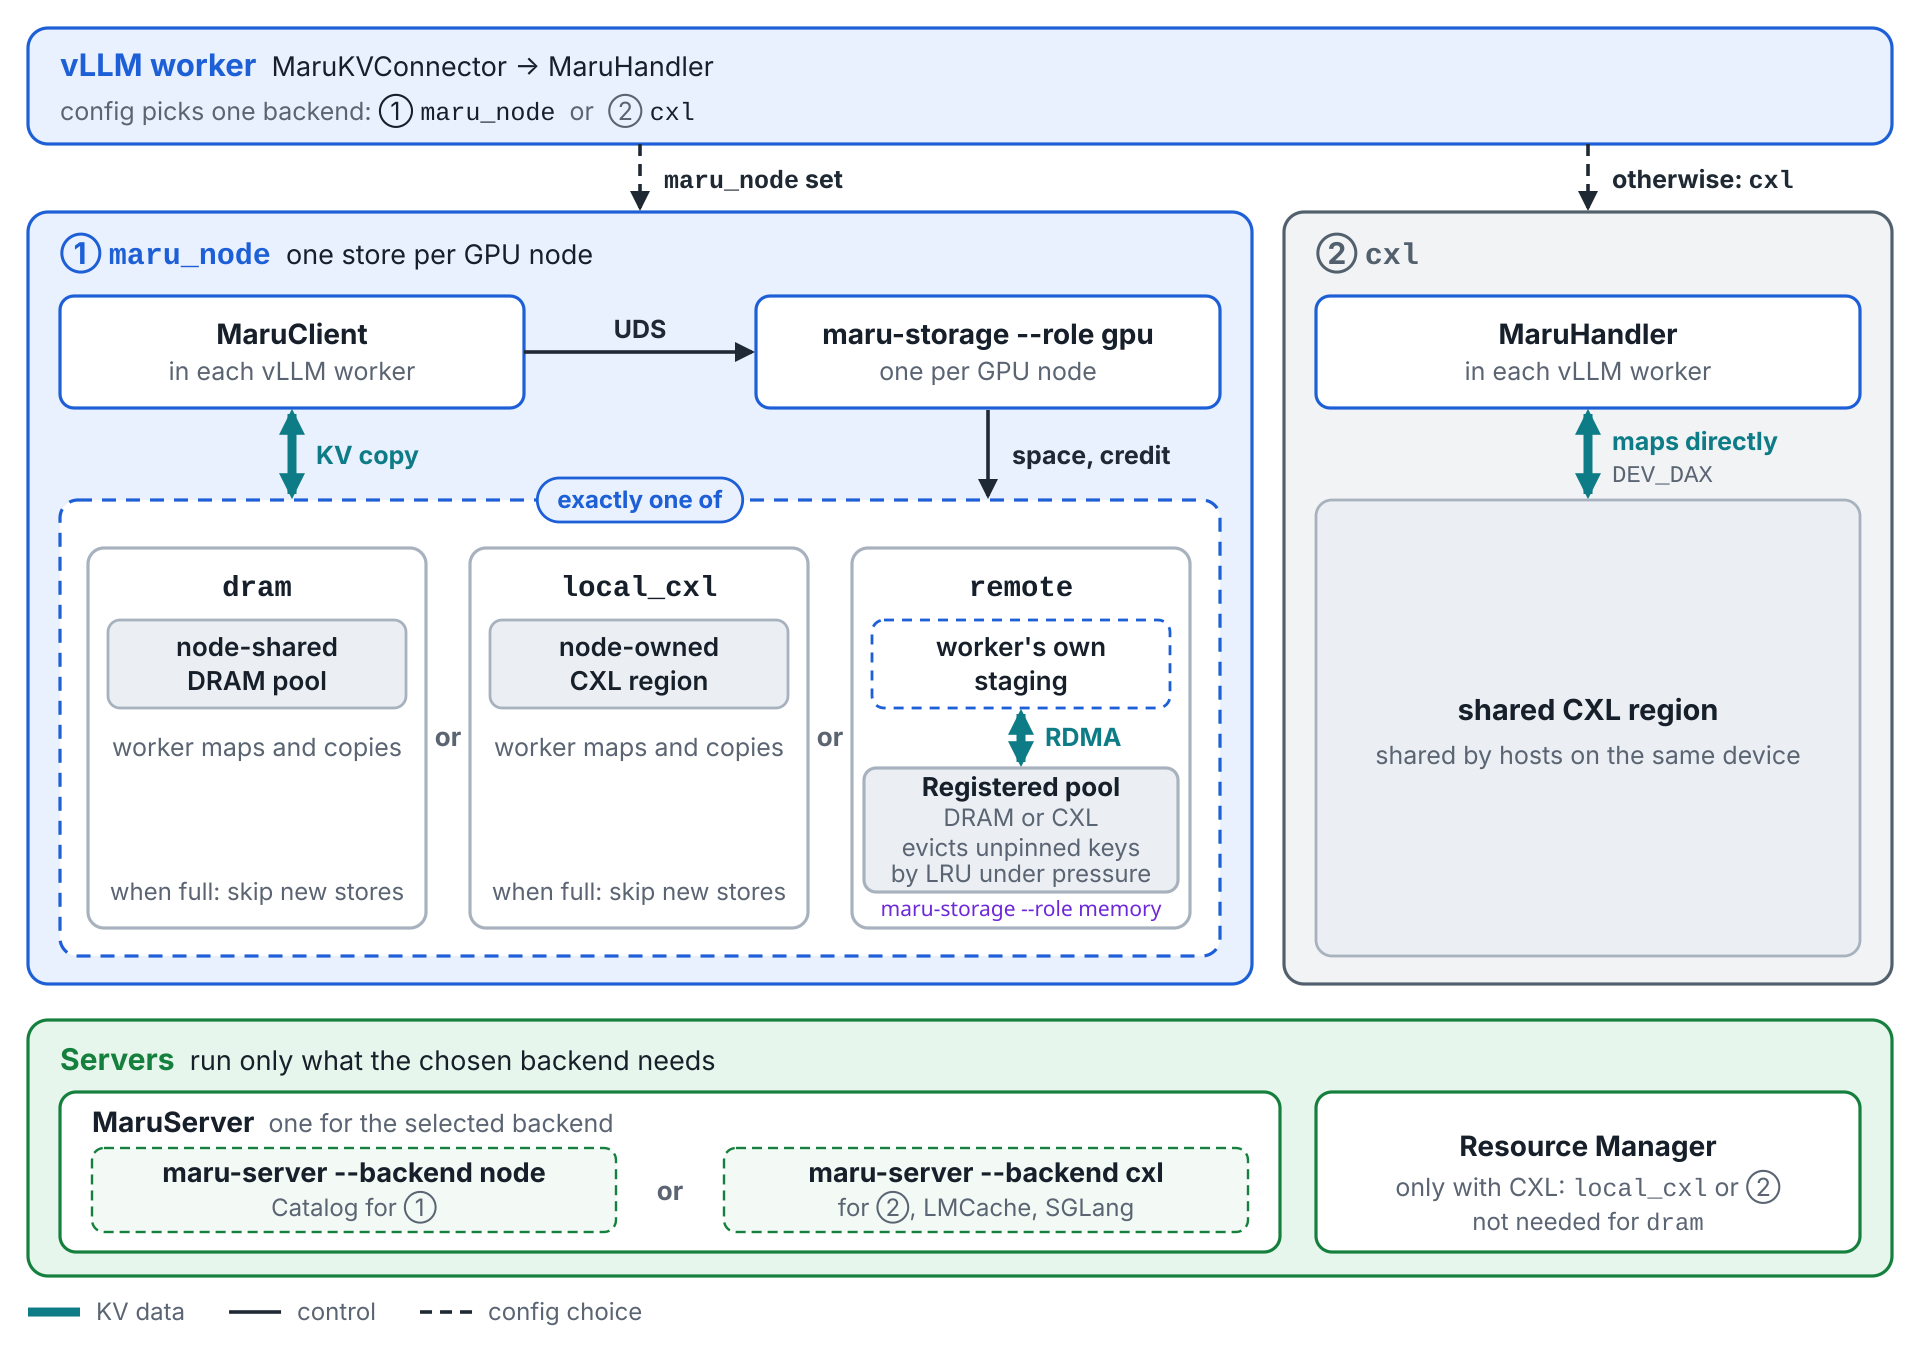 vLLM worker MaruKVConnector → MaruHandler
config picks one backend: ① maru_node or ② cxl
maru_node set
otherwise: cxl
① maru_node one store per GPU node
MaruClient
in each vLLM worker
UDS
maru-storage --role gpu
one per GPU node
KV copy
space, credit
exactly one of
dram
node-shared
DRAM pool
worker maps and copies
when full: skip new stores
or
local_cxl
node-owned
CXL region
worker maps and copies
when full: skip new stores
or
remote
worker's own
staging
RDMA
Registered pool
DRAM or CXL
evicts unpinned keys
by LRU under pressure
maru-storage --role memory
② cxl
MaruHandler
in each vLLM worker
maps directly
DEV_DAX
shared CXL region
shared by hosts on the same device
Servers run only what the chosen backend needs
MaruServer one for the selected backend
maru-server --backend node
Catalog for ①
or
maru-server --backend cxl
for ②, LMCache, SGLang
Resource Manager
only with CXL: local_cxl or ②
not needed for dram
KV data
control
config choice